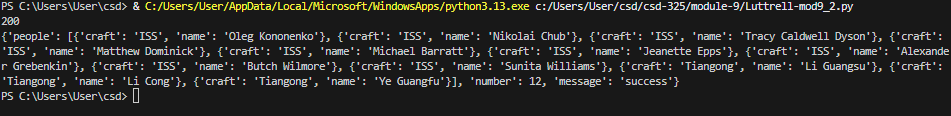 PS C:\Users\User\csd> & C:/Users/User/AppData/Local/Microsoft/WindowsApps/python3.13.exe c:/Users/User/csd/csd-325/module-9/Luttrell-mod9_2.py
200
{'people': [{'craft': 'ISS', 'name': 'Oleg Kononenko'}, {'craft': 'ISS', 'name': 'Nikolai Chub'}, {'craft': 'ISS', 'name': 'Tracy Caldwell Dyson'}, {'craft':
'ISS', 'name': 'Matthew Dominick'}, {'craft': 'ISS', 'name': 'Michael Barratt'}, {'craft': 'ISS', 'name': 'Jeanette Epps'}, {'craft': 'ISS', 'name': 'Alexande
r Grebenkin'}, {'craft': 'ISS', 'name': 'Butch Wilmore'}, {'craft': 'ISS', 'name': 'Sunita Williams'}, {'craft': 'Tiangong', 'name': 'Li Guangsu'}, {'craft':
'Tiangong', 'name': 'Li Cong'}, {'craft': 'Tiangong', 'name': 'Ye Guangfu'}], 'number': 12, 'message': 'success'}
PS C:\Users\User\csd>